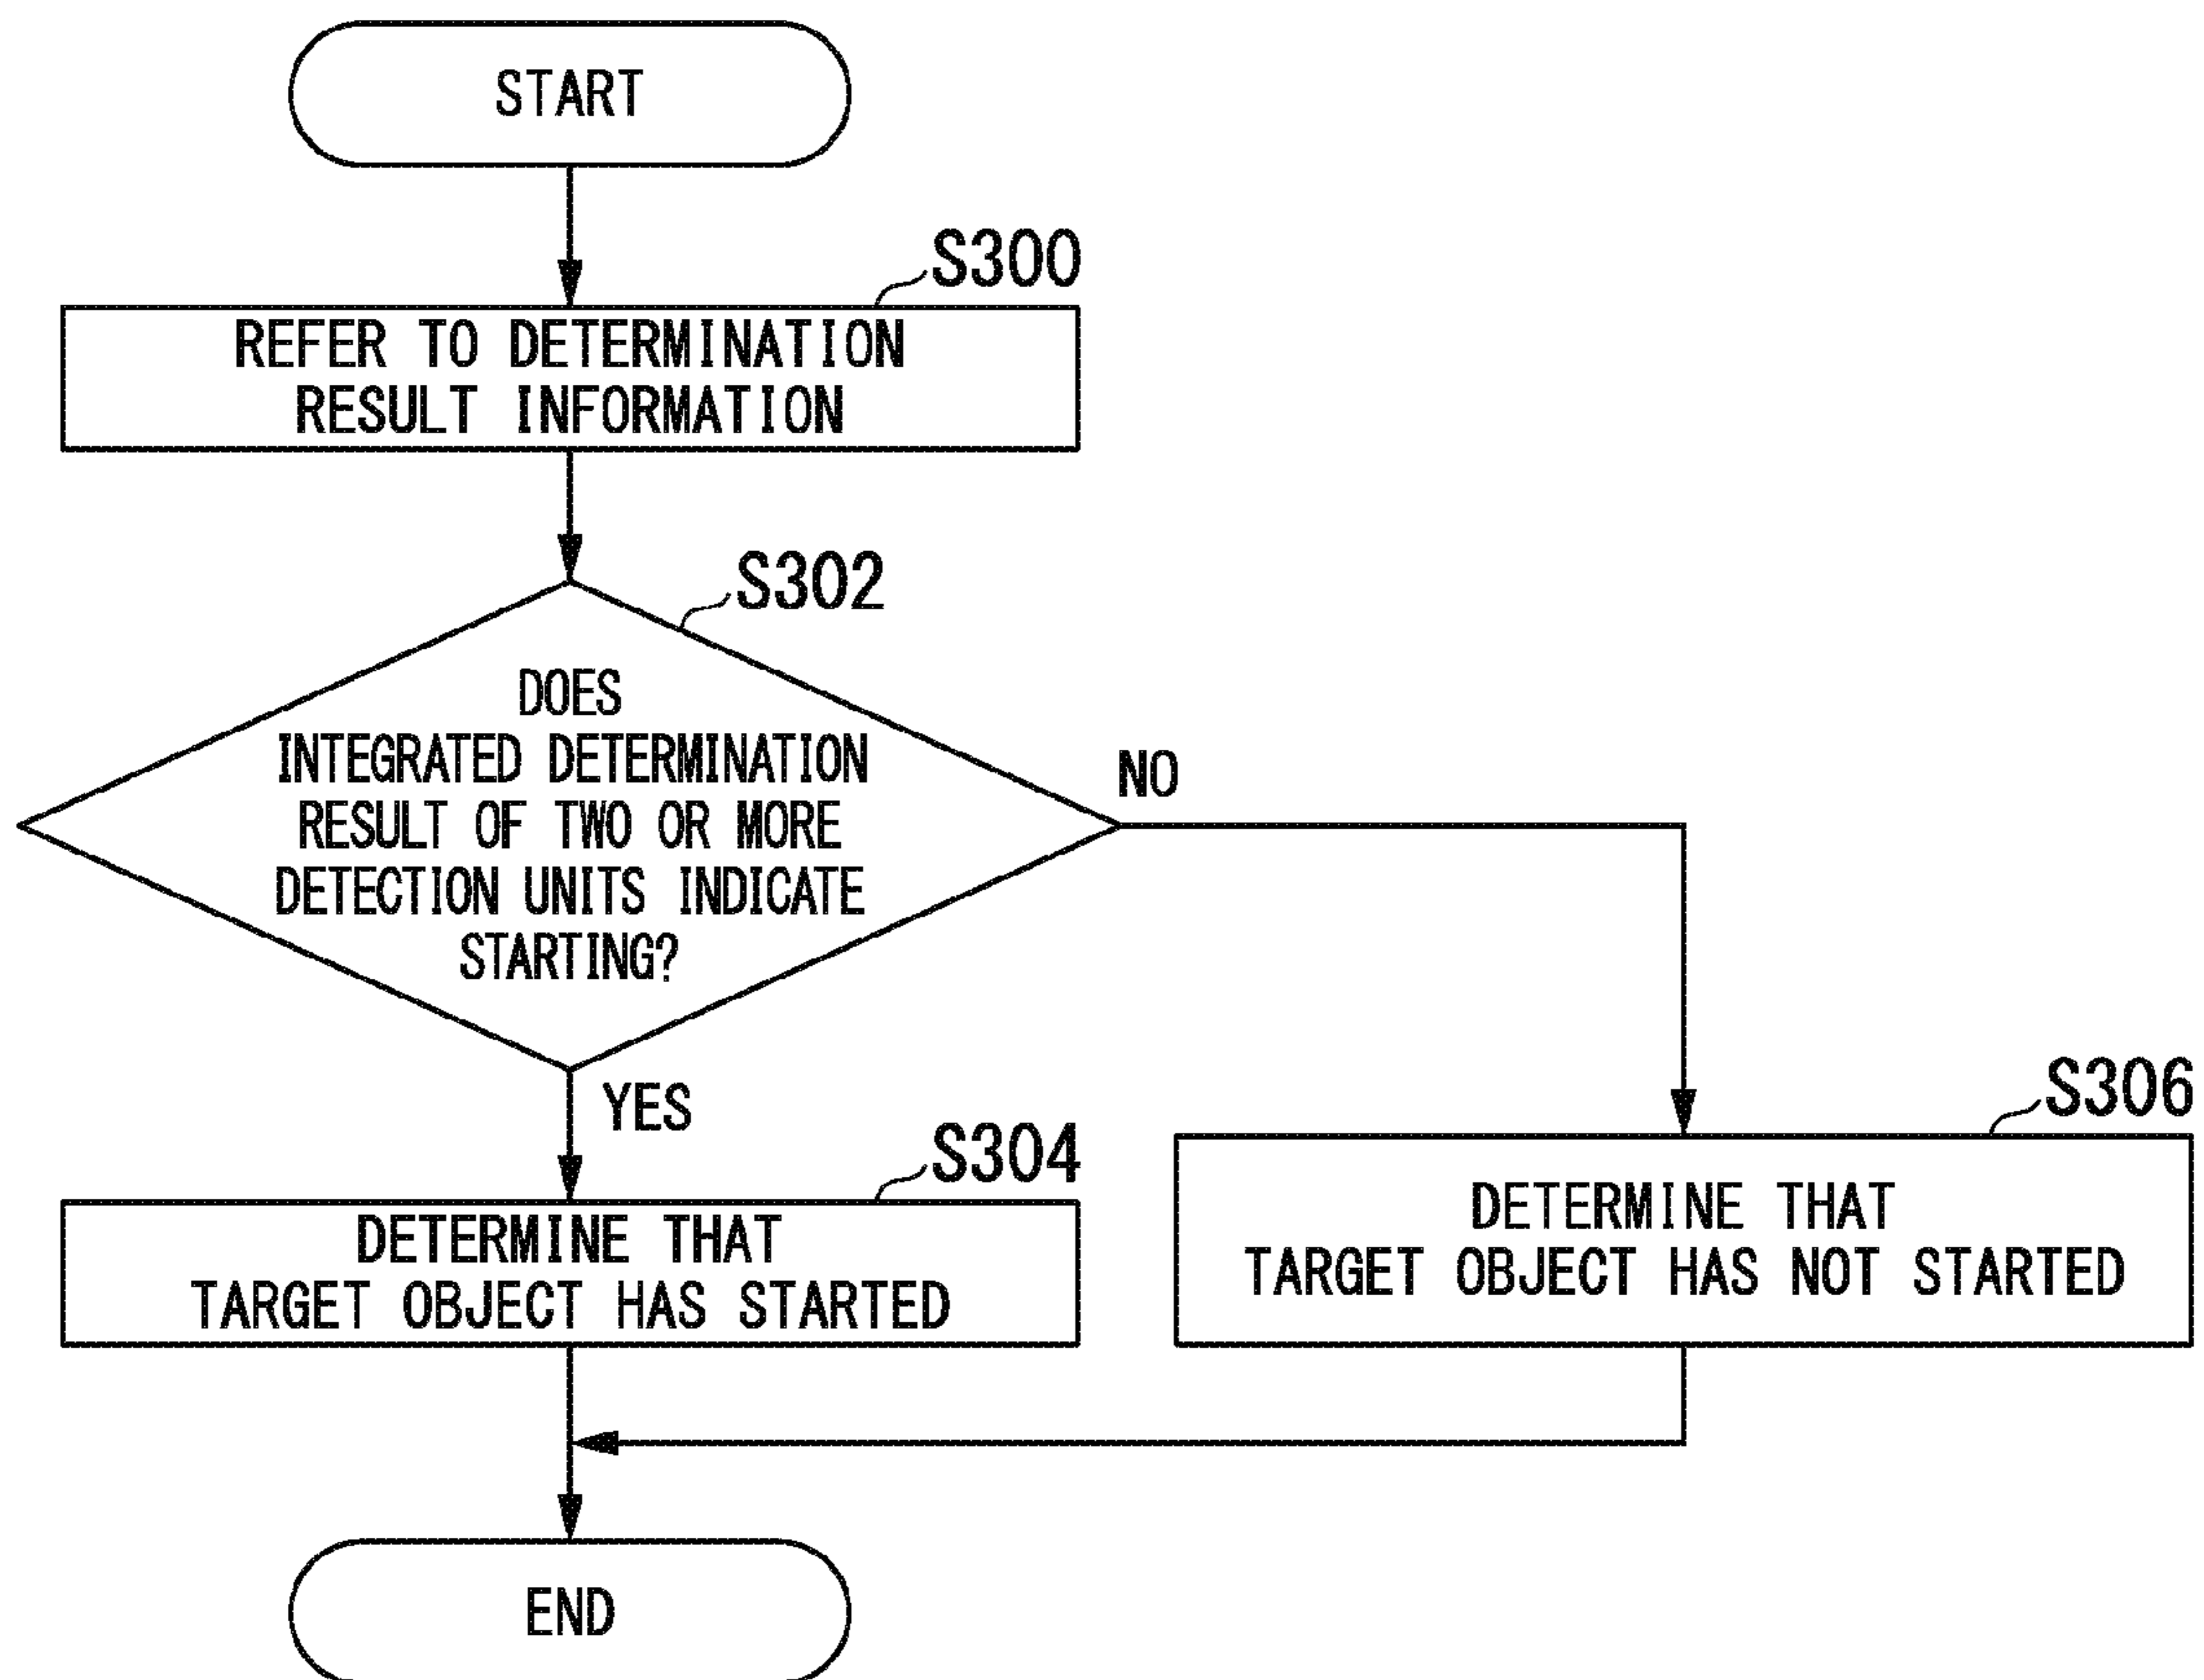 START
S300
REFER TO DETERMINATION
RESULT INFORMATION
S302
DOES
INTEGRATED DETERMINATION
RESULT OF TWO OR MORE
DETECTION UNITS INDICATE
STARTING?
NO
YES
S304
DETERMINE THAT
TARGET OBJECT HAS STARTED
S306
DETERMINE THAT
TARGET OBJECT HAS NOT STARTED
END